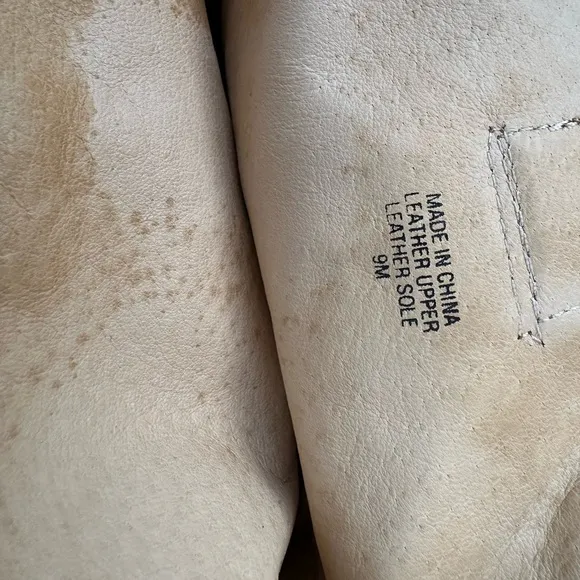 MADE IN CHINA
LEATHER UPPER
LEATHER SOLE
9M